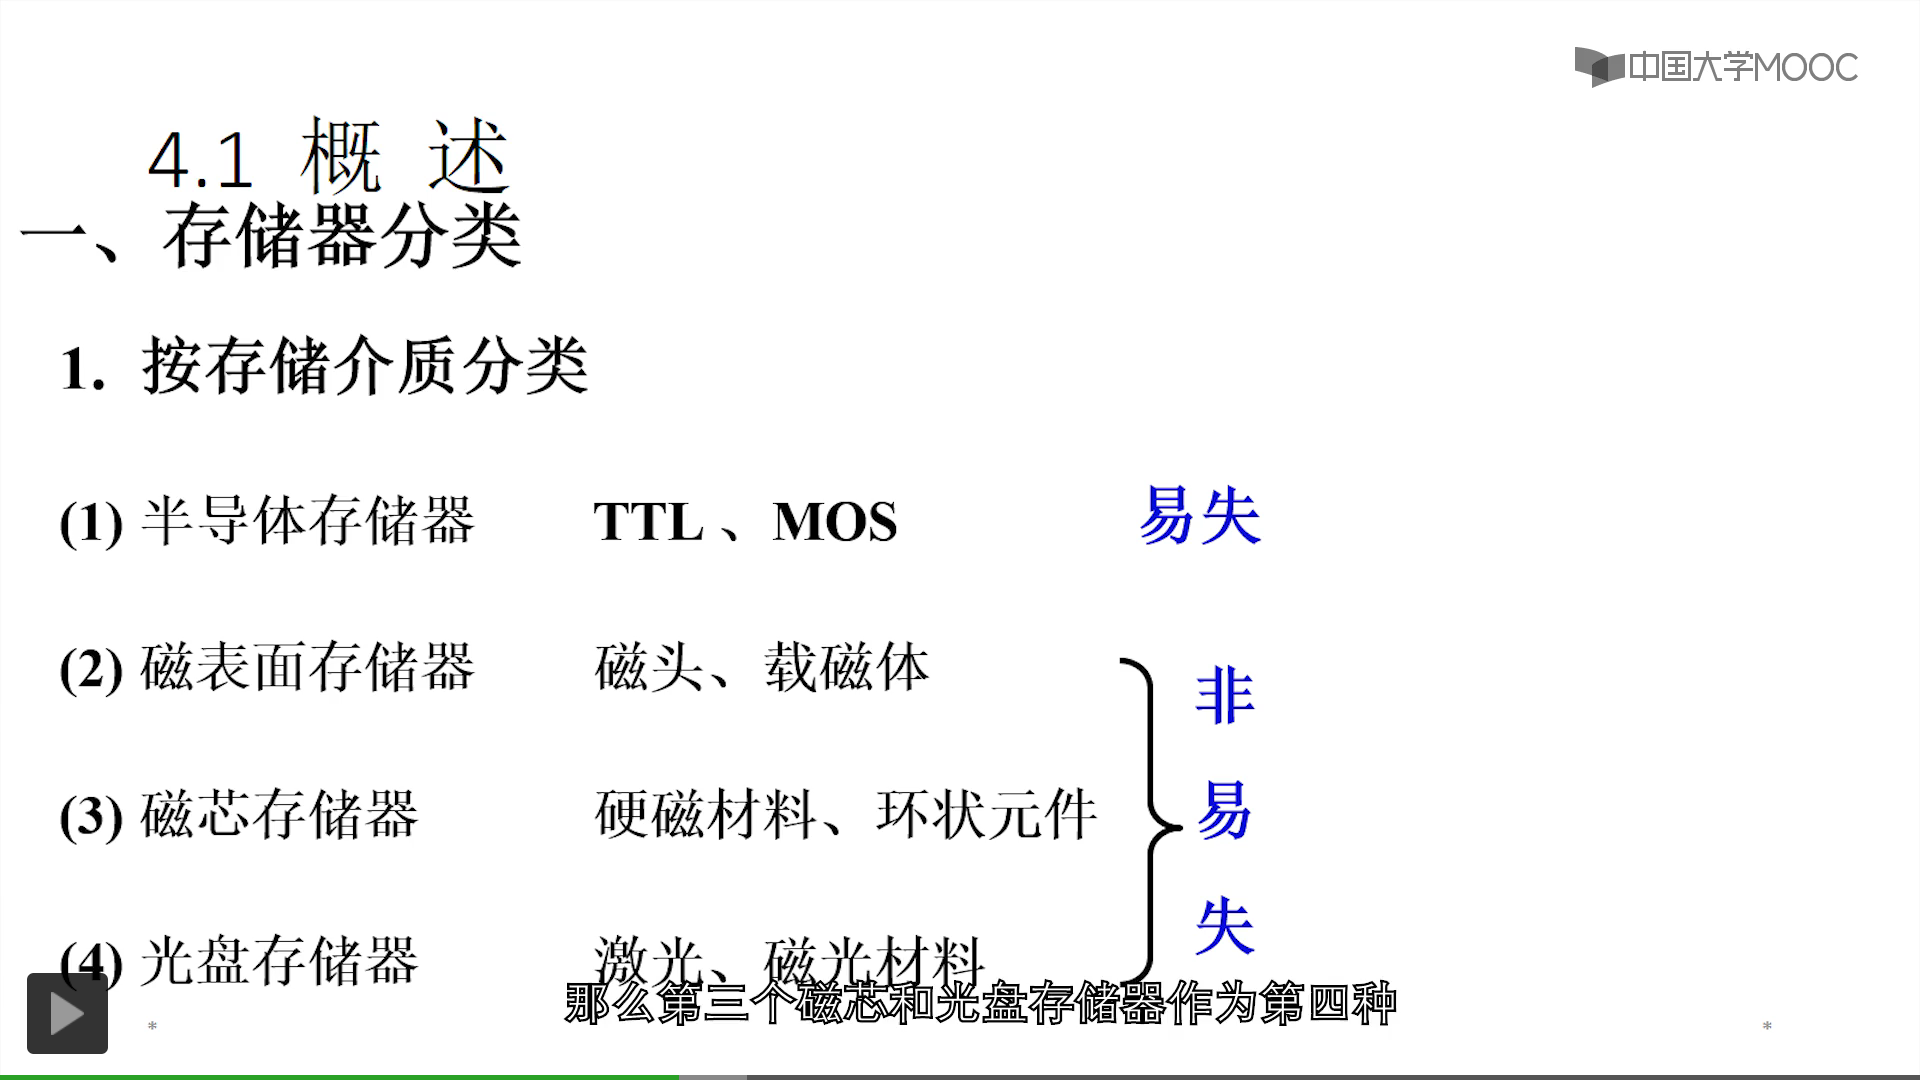 中国大学MOOC
4.1 概 述
一、存储器分类
1. 按存储介质分类
(1) 半导体存储器 TTL 、MOS 易失
(2) 磁表面存储器 磁头、载磁体
(3) 磁芯存储器 硬磁材料、环状元件
(4) 光盘存储器 激光、磁光材料
非
易
失
那么第三个磁芯和光盘存储器作为第四种
* *